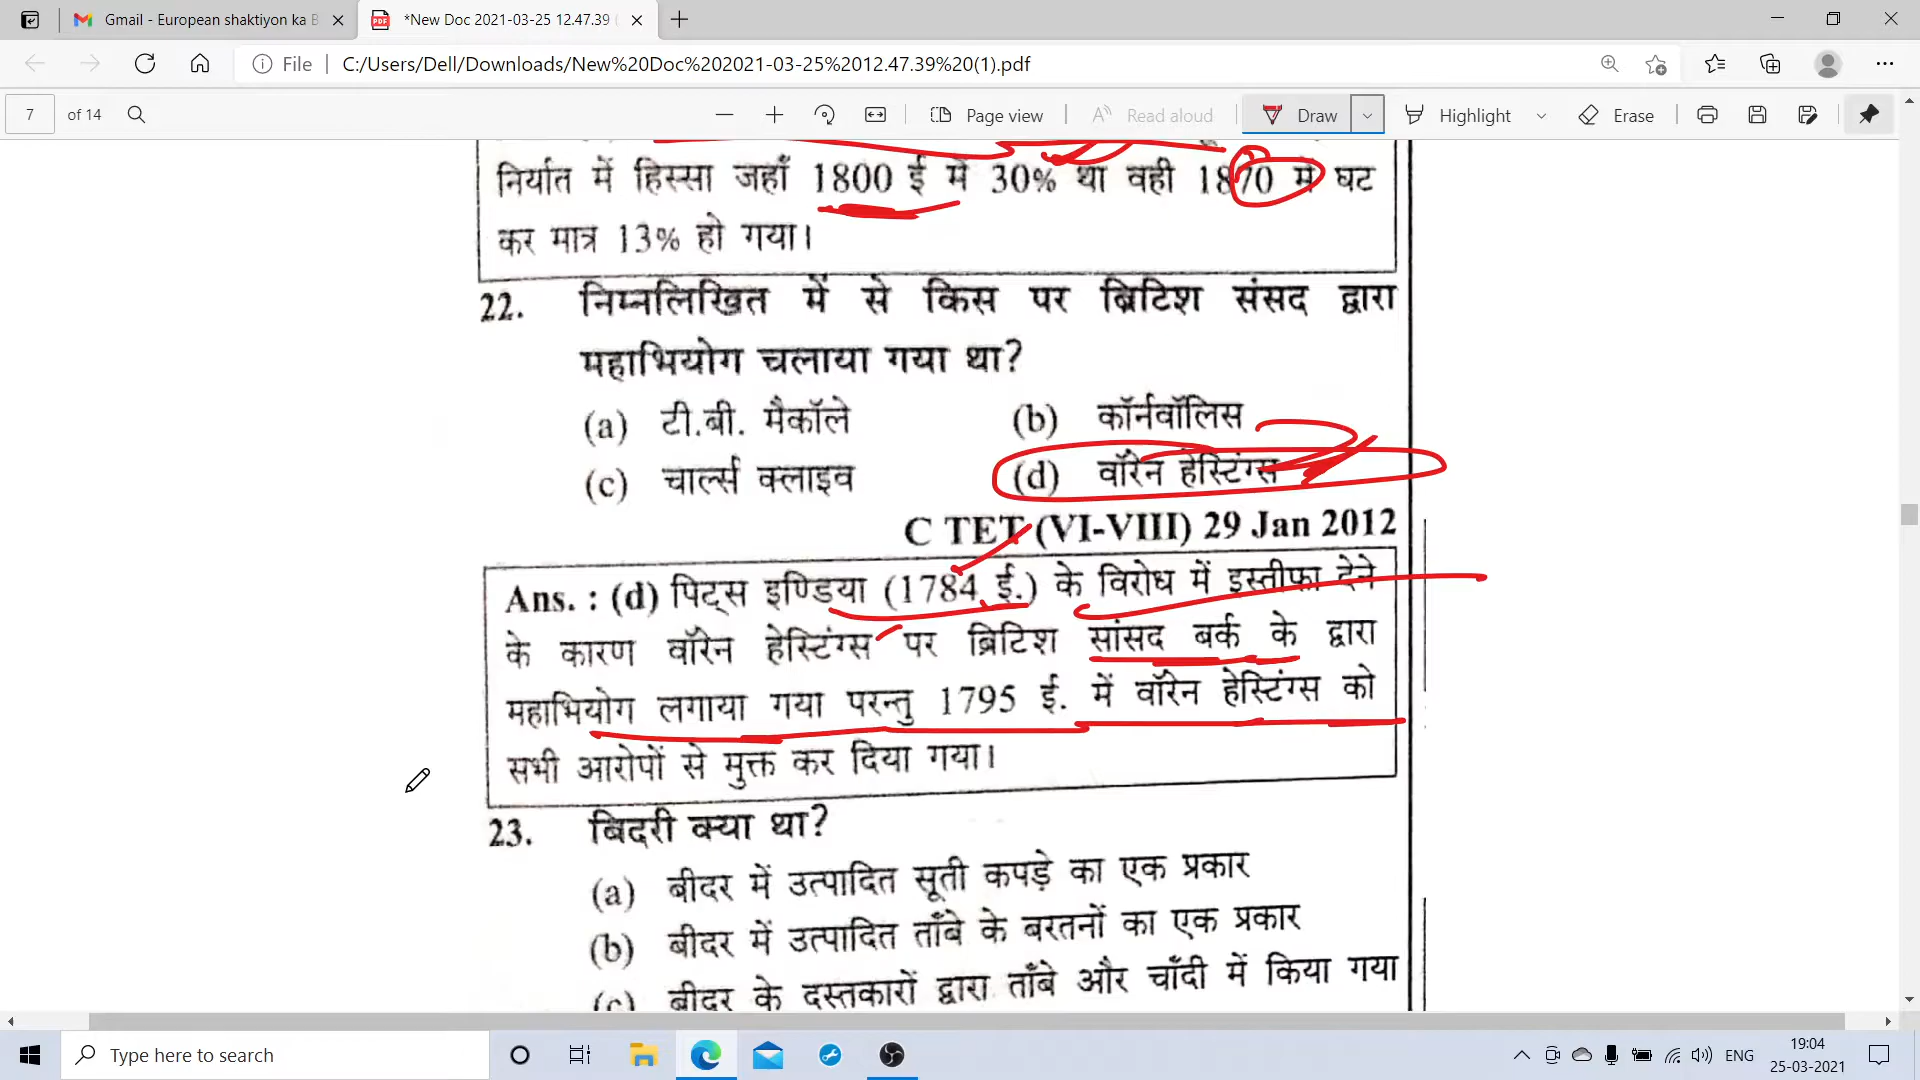 Gmail - European shaktiyon ka B
*New Doc 2021-03-25 12.47.39 (
File
C:/Users/Dell/Downloads/New%20Doc%202021-03-25%2012.47.39%20(1).pdf
7 of 14
Page view
Read aloud
Draw
Highlight
Erase
निर्यात में हिस्सा जहाँ 1800 ई में 30% था वही 1870 में घट
कर मात्र 13% हो गया।
22. निम्नलिखित में से किस पर ब्रिटिश संसद द्वारा
महाभियोग चलाया गया था?
(a) टी.बी. मैकॉले (b) कॉर्नवॉलिस
(c) चार्ल्स क्लाइव (d) वॉरेन हेस्टिंग्स
C TET (VI-VIII) 29 Jan 2012
Ans. : (d) पिट्स इण्डिया (1784 ई.) के विरोध में इस्तीफा देने
के कारण वॉरेन हेस्टिंग्स पर ब्रिटिश सांसद बर्क के द्वारा
महाभियोग लगाया गया परन्तु 1795 ई. में वॉरेन हेस्टिंग्स को
सभी आरोपों से मुक्त कर दिया गया।
23. बिदरी क्या था?
(a) बीदर में उत्पादित सूती कपड़े का एक प्रकार
(b) बीदर में उत्पादित ताँबे के बरतनों का एक प्रकार
(c) बीदर के दस्तकारों द्वारा ताँबे और चाँदी में किया गया
Type here to search
ENG
19:04
25-03-2021